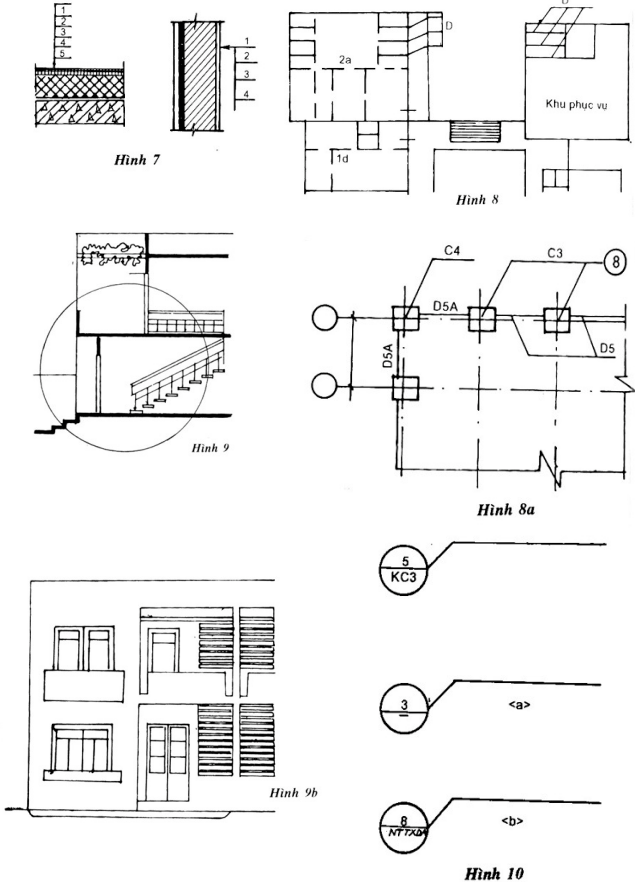 1
2
3
4
5
1
2
3
4
Hình 7
D
2a
1d
D
Khu phục vụ
Hình 8
Hình 9
C4
C3
8
D5A
D5A
D5
Hình 8a
Hình 9b
5
KC3
3
–
<a>
8
NTTXDA
<b>
Hình 10